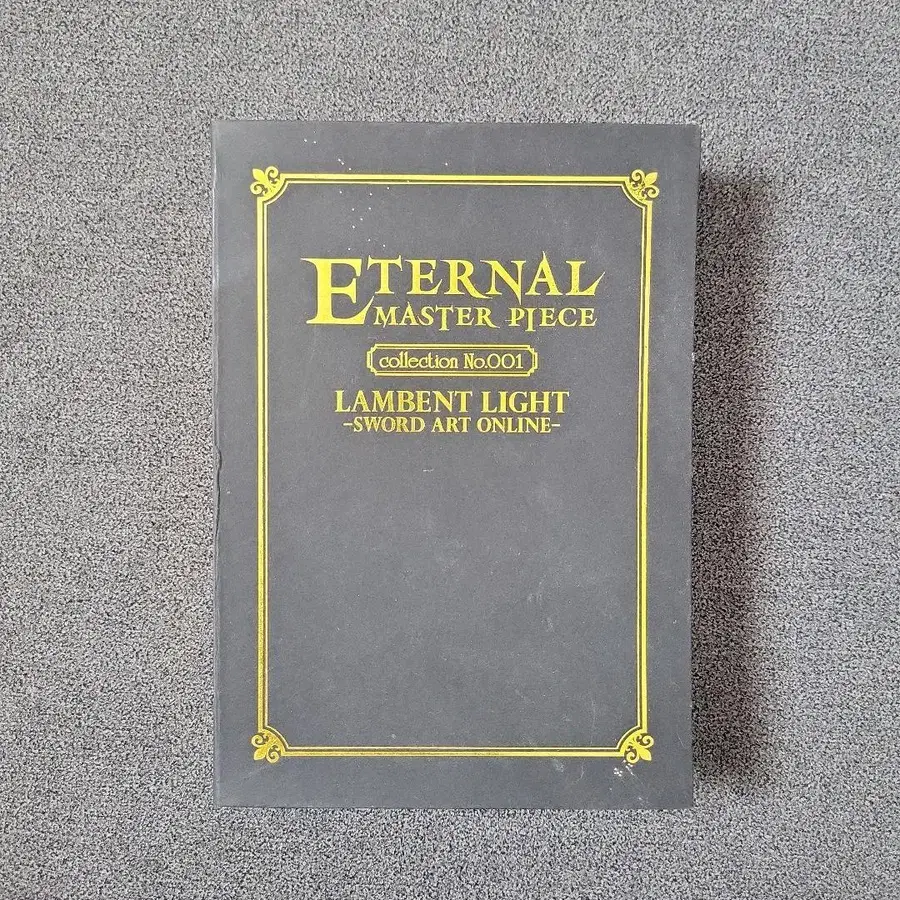 ETERNAL
MASTER PIECE
collection No.001
LAMBENT LIGHT
-SWORD ART ONLINE-